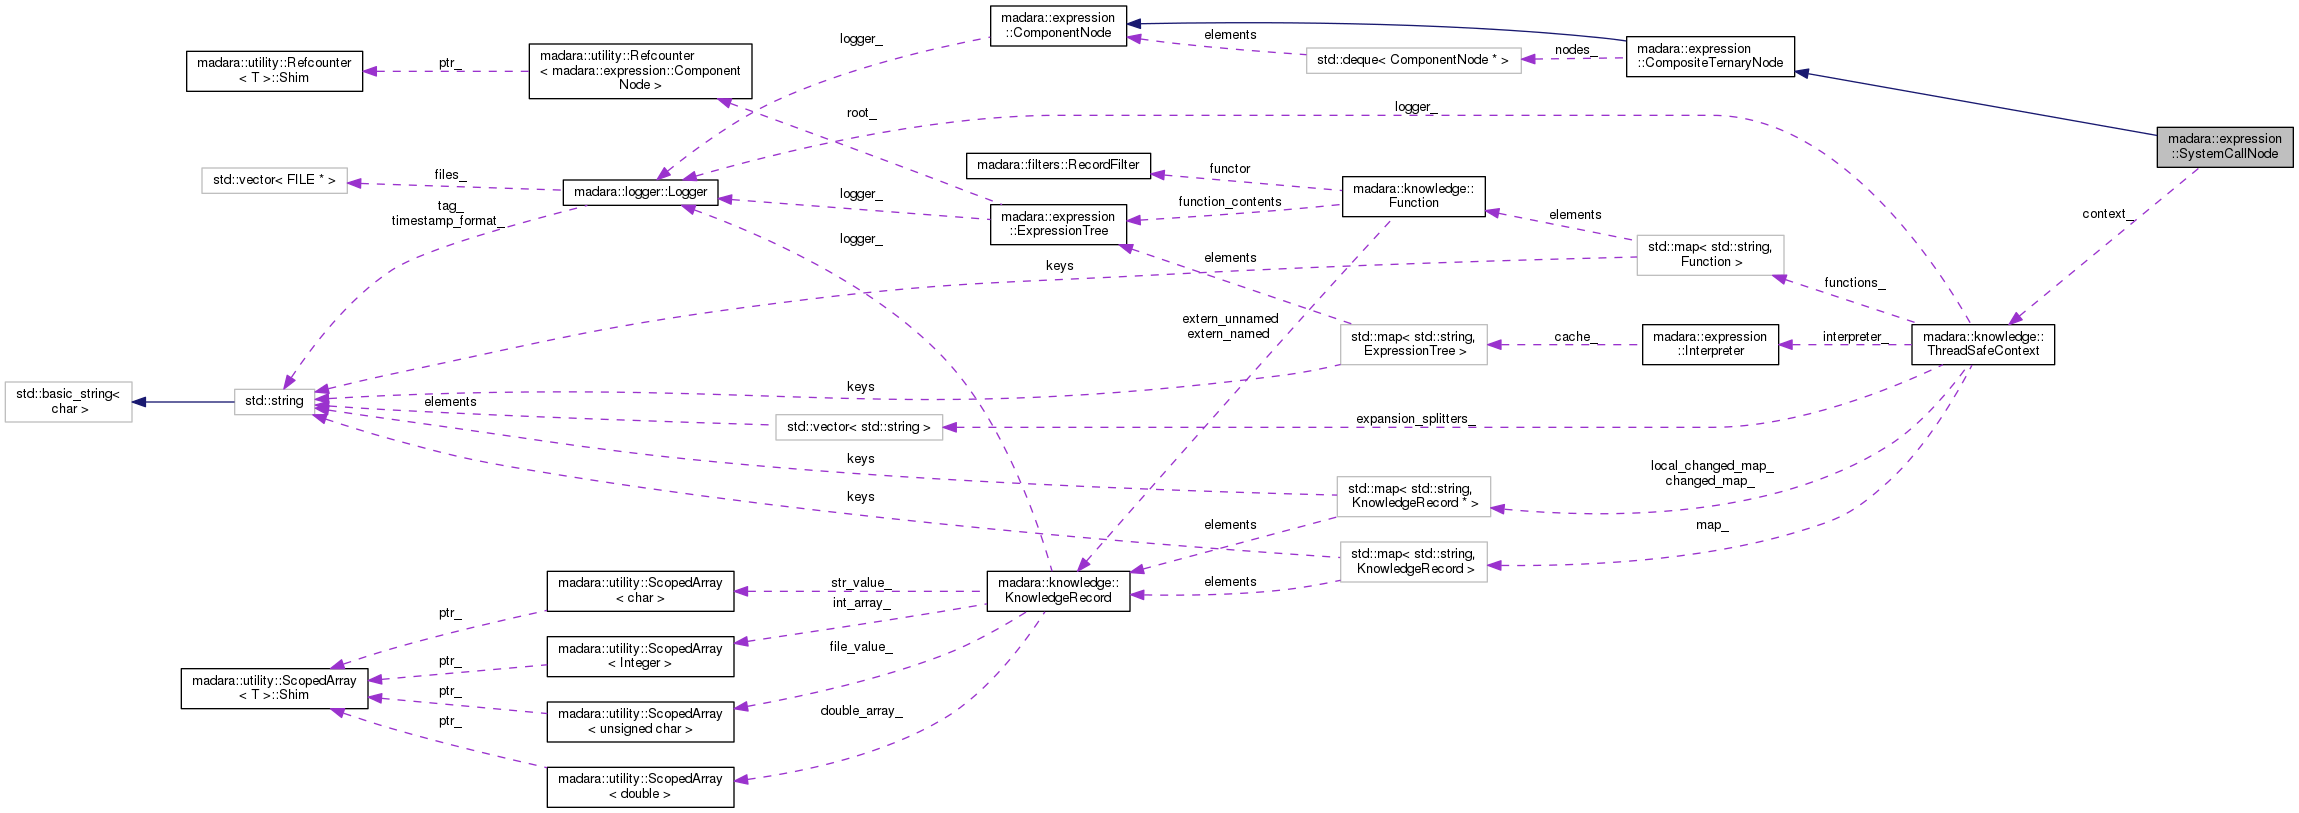 madara::expression
::ComponentNode
logger_
elements
madara::utility::Refcounter
< T >::Shim
ptr_
madara::utility::Refcounter
< madara::expression::Component
Node >
std::deque< ComponentNode * >
nodes_
madara::expression
::CompositeTernaryNode
root_
logger_
madara::expression
::SystemCallNode
std::vector< FILE * >
files_
madara::logger::Logger
madara::filters::RecordFilter
functor
madara::knowledge::
Function
logger_
function_contents
tag_
timestamp_format_
madara::expression
::ExpressionTree
elements
context_
logger_
keys
elements
std::map< std::string,
Function >
functions_
extern_unnamed
extern_named
std::map< std::string,
ExpressionTree >
cache_
madara::expression
::Interpreter
interpreter_
madara::knowledge::
ThreadSafeContext
std::basic_string<
char >
std::string
keys
elements
std::vector< std::string >
expansion_splitters_
keys
local_changed_map_
changed_map_
std::map< std::string,
KnowledgeRecord * >
keys
elements
map_
std::map< std::string,
KnowledgeRecord >
elements
madara::utility::ScopedArray
< char >
str_value_
madara::knowledge::
KnowledgeRecord
ptr_
int_array_
madara::utility::ScopedArray
< Integer >
file_value_
ptr_
madara::utility::ScopedArray
< T >::Shim
ptr_
madara::utility::ScopedArray
< unsigned char >
double_array_
ptr_
madara::utility::ScopedArray
< double >